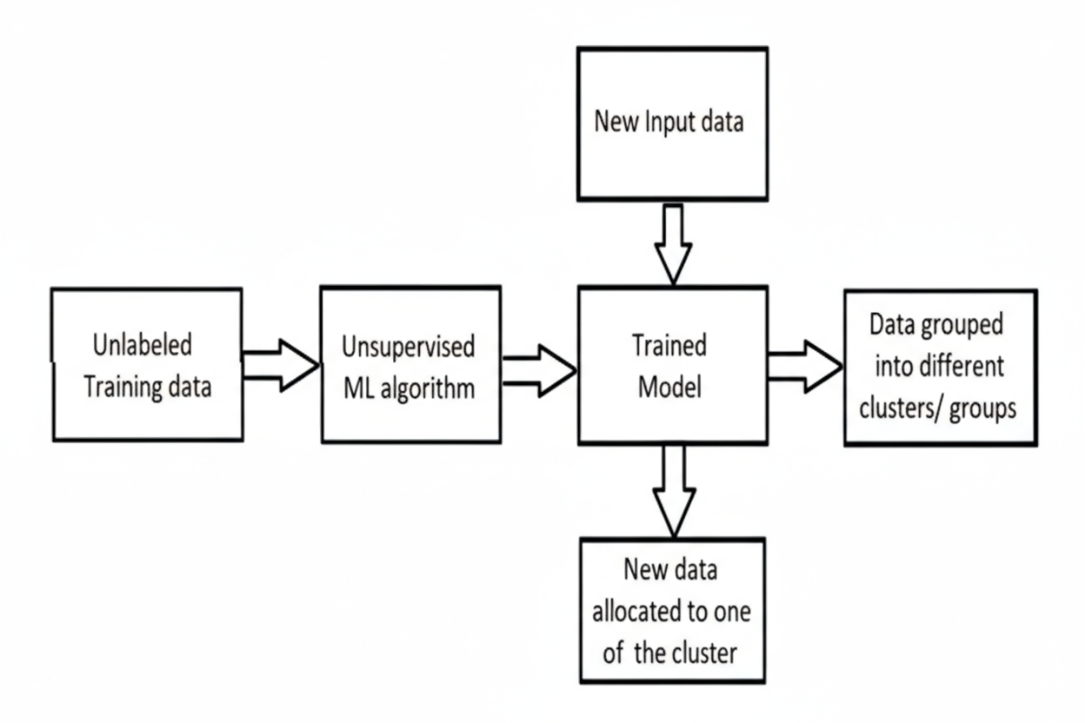 New Input data
Unlabeled
Training data
Unsupervised
ML algorithm
Trained
Model
Data grouped
into different
clusters/ groups
New data
allocated to one
of the cluster